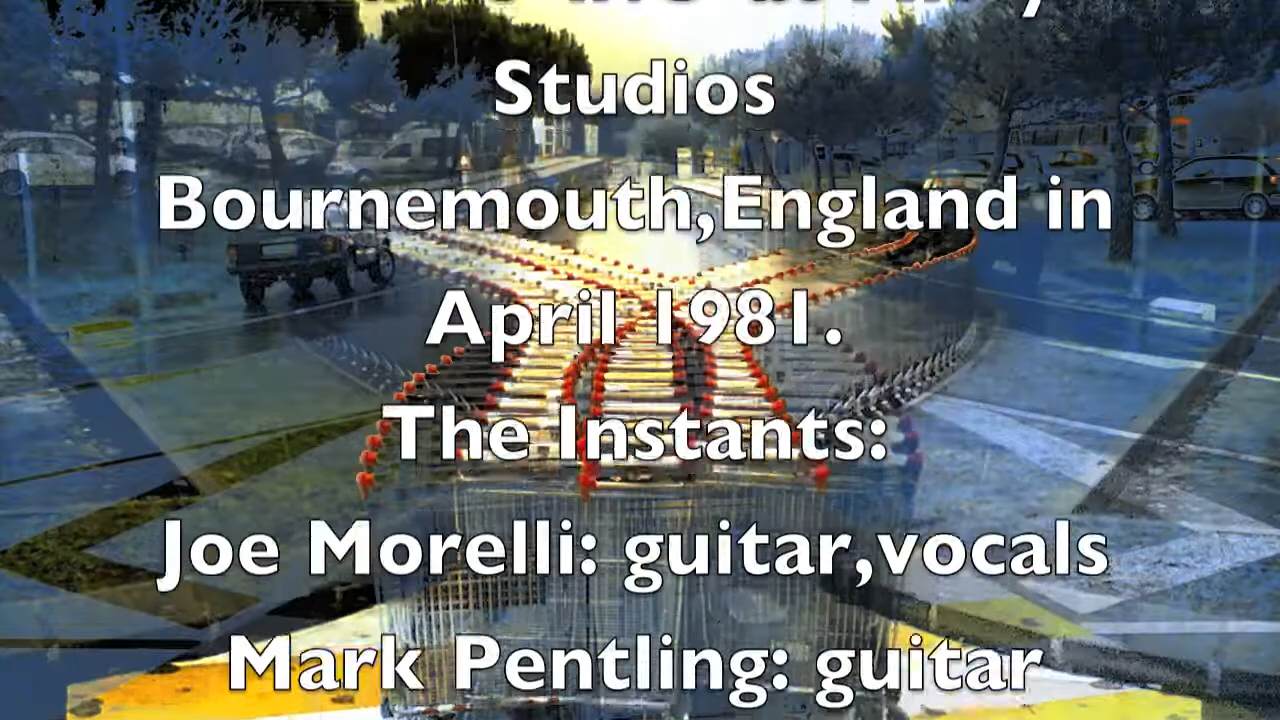 Studios
Bournemouth,England in
April 1981.
The Instants:
Joe Morelli: guitar,vocals
Mark Pentling: guitar